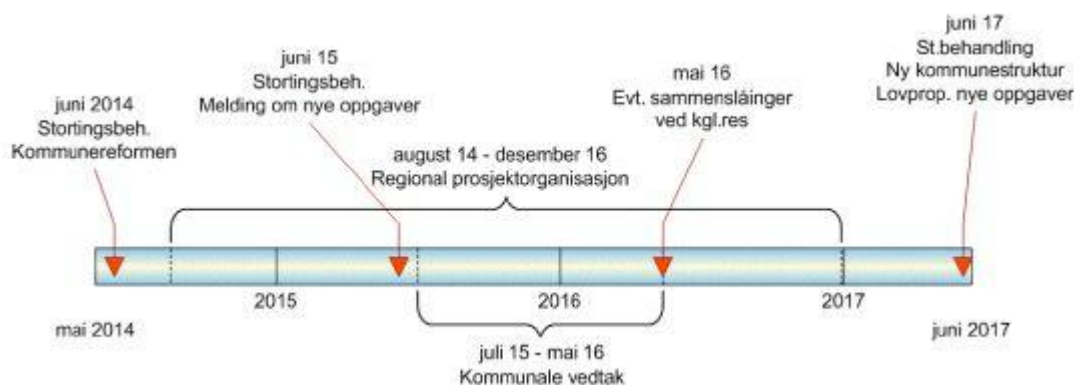 juni 2014
Stortingsbeh.
Kommunereformen
juni 15
Stortingsbeh.
Melding om nye oppgaver
august 14 - desember 16
Regional prosjektorganisasjon
mai 16
Evt. sammenslåinger
ved kgl.res
juni 17
St.behandling
Ny kommunestruktur
Lovprop. nye oppgaver
2015
2016
2017
mai 2014
juni 2017
juli 15 - mai 16
Kommunale vedtak